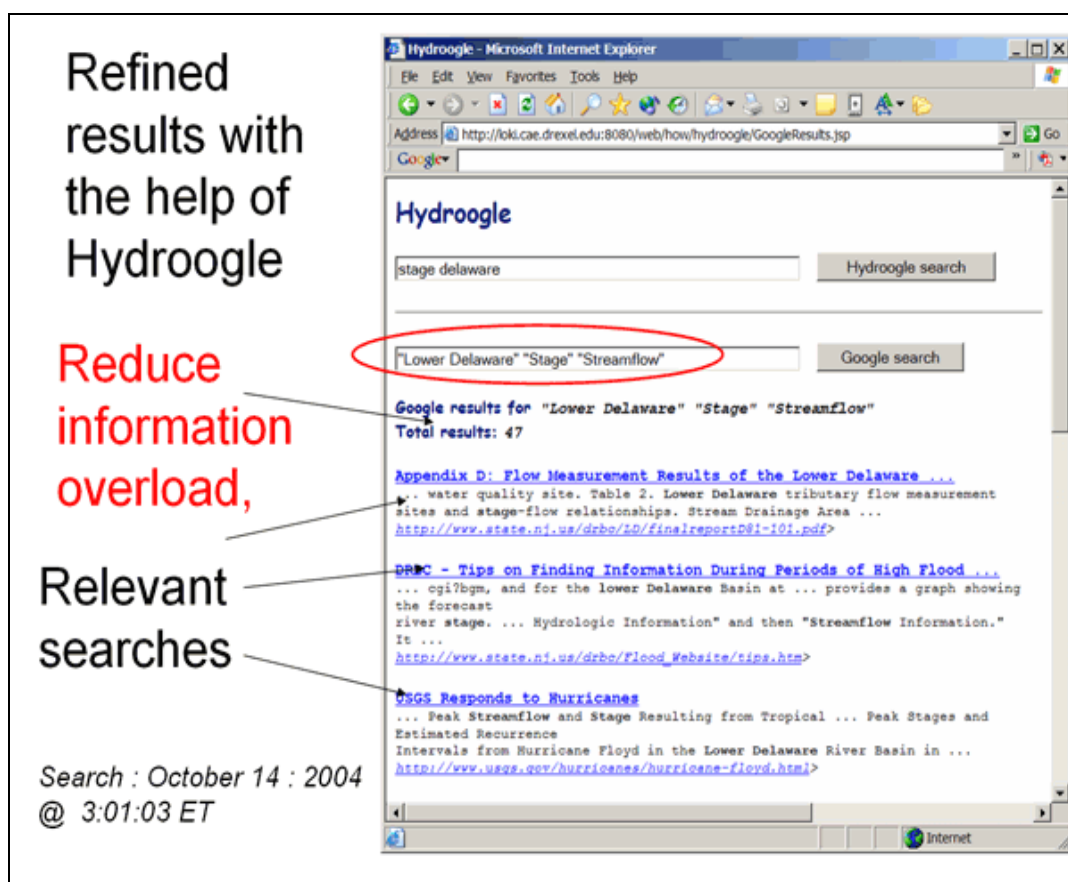 Refined
results with
the help of
Hydroogle
Reduce
information
overload,
Relevant
searches
Search : October 14 : 2004
@ 3:01:03 ET
Hydroogle - Microsoft Internet Explorer
File Edit View Favorites Tools Help
Address http://loki.cae.drexel.edu:8080/web/how/hydroogle/GoogleResults.jsp Go
Google
Hydroogle
stage delaware Hydroogle search
"Lower Delaware" "Stage" "Streamflow" Google search
Google results for "Lower Delaware" "Stage" "Streamflow"
Total results: 47
Appendix D: Flow Measurement Results of the Lower Delaware ...
... water quality site. Table 2. Lower Delaware tributary flow measurement
sites and stage-flow relationships. Stream Drainage Area ...
http://www.state.nj.us/drbc/LD/finalreportD81-101.pdf>
DRBC - Tips on Finding Information During Periods of High Flood ...
... cgi?bgm, and for the lower Delaware Basin at ... provides a graph showing
the forecast
river stage. ... Hydrologic Information" and then "Streamflow Information."
It ...
http://www.state.nj.us/drbc/Flood_Website/tips.htm>
USGS Responds to Hurricanes
... Peak Streamflow and Stage Resulting from Tropical ... Peak Stages and
Estimated Recurrence
Intervals from Hurricane Floyd in the Lower Delaware River Basin in ...
http://www.usgs.gov/hurricanes/hurricane-floyd.html>
Internet